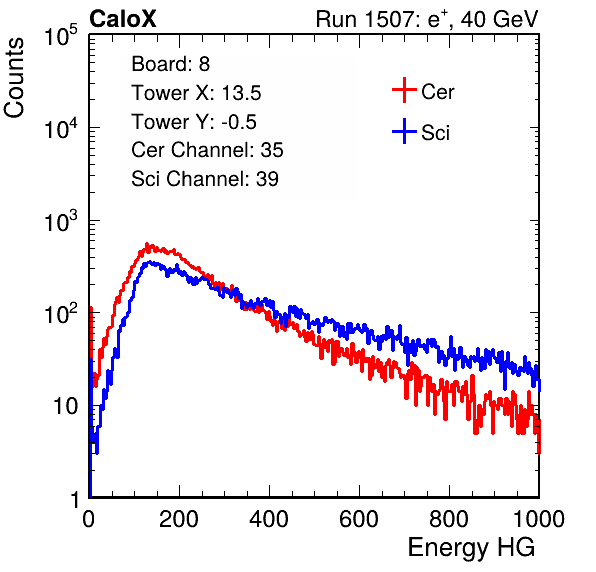 CaloX Run 1507: e⁺, 40 GeV
Counts
10⁵
10⁴
10³
10²
10
1
Board: 8
Tower X: 13.5
Tower Y: -0.5
Cer Channel: 35
Sci Channel: 39
Cer
Sci
0 200 400 600 800 1000
Energy HG